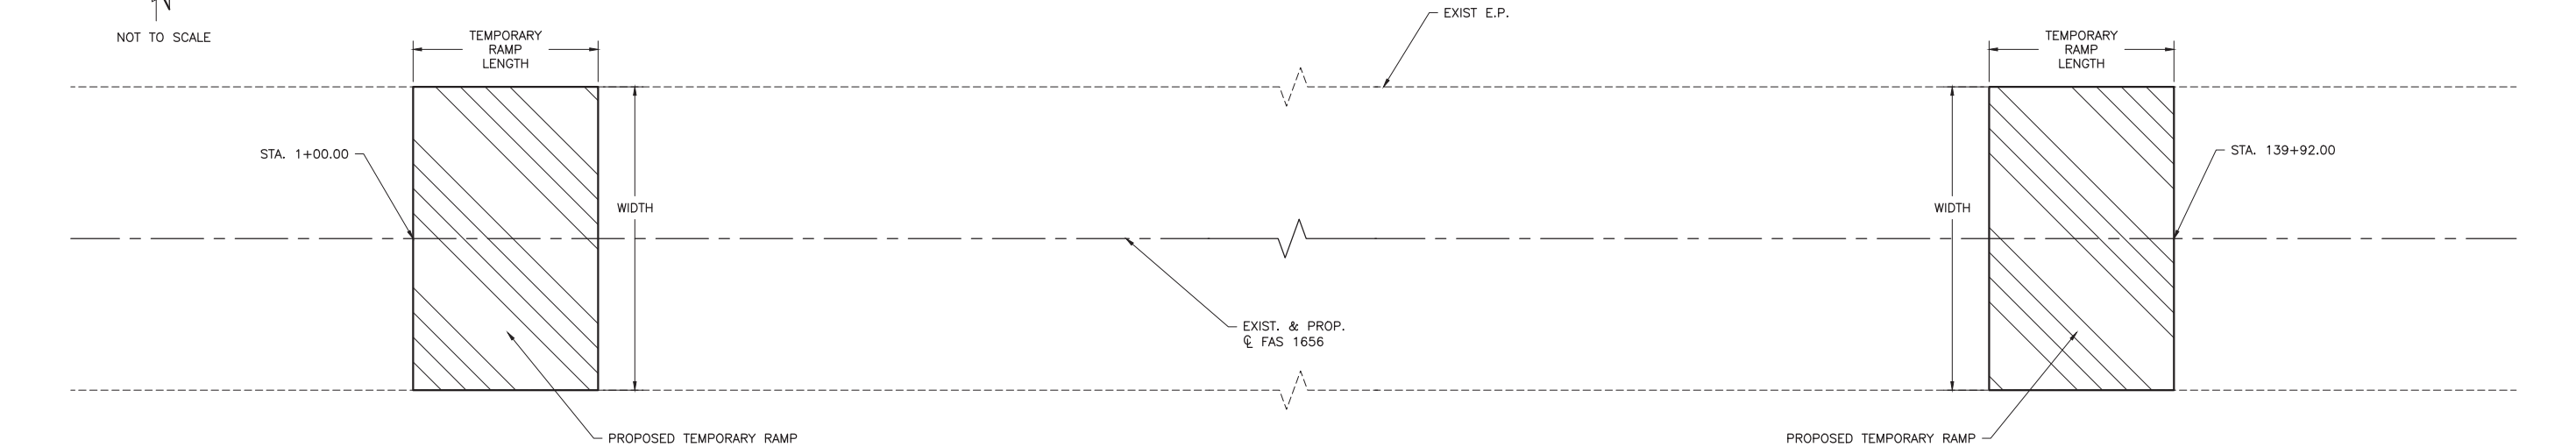 NOT TO SCALE
TEMPORARY
RAMP
LENGTH
EXIST E.P.
TEMPORARY
RAMP
LENGTH
STA. 1+00.00
WIDTH
WIDTH
STA. 139+92.00
EXIST. & PROP.
℄ FAS 1656
PROPOSED TEMPORARY RAMP
PROPOSED TEMPORARY RAMP